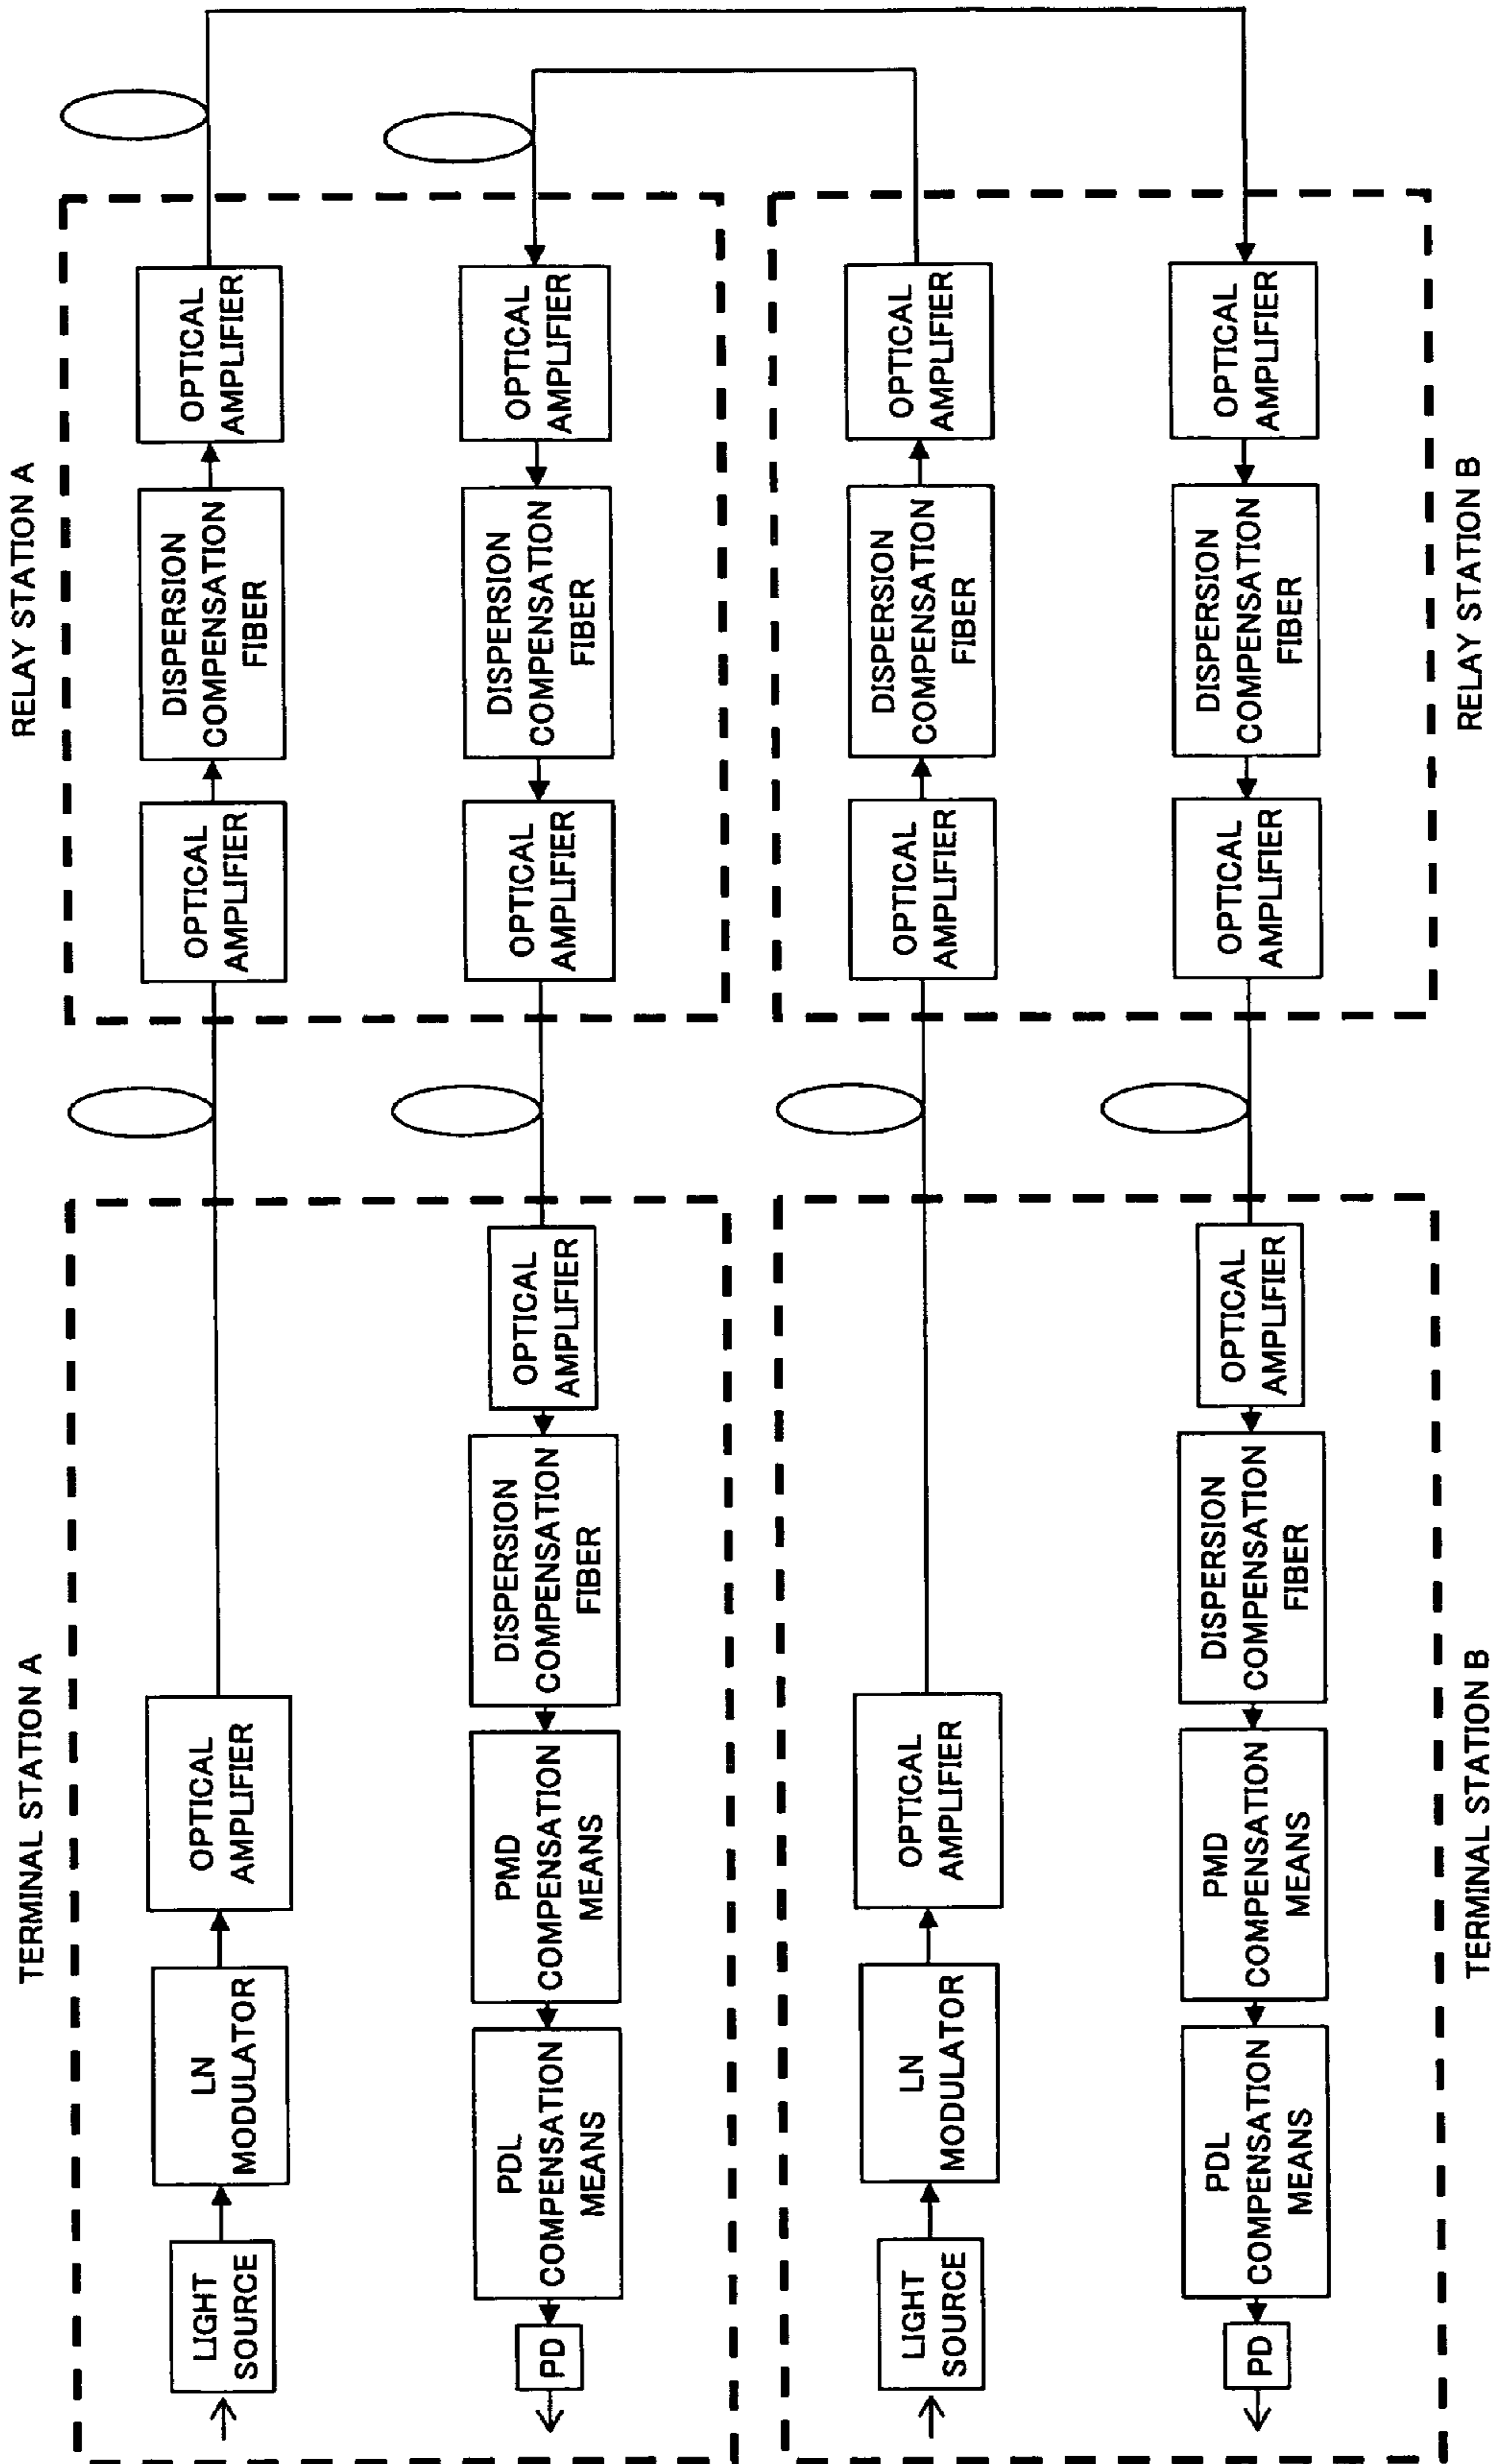 TERMINAL STATION A
RELAY STATION A
LIGHT
SOURCE
LN
MODULATOR
OPTICAL
AMPLIFIER
OPTICAL
AMPLIFIER
DISPERSION
COMPENSATION
FIBER
OPTICAL
AMPLIFIER
PD
PDL
COMPENSATION
MEANS
PMD
COMPENSATION
MEANS
DISPERSION
COMPENSATION
FIBER
OPTICAL
AMPLIFIER
OPTICAL
AMPLIFIER
DISPERSION
COMPENSATION
FIBER
OPTICAL
AMPLIFIER
LIGHT
SOURCE
LN
MODULATOR
OPTICAL
AMPLIFIER
OPTICAL
AMPLIFIER
DISPERSION
COMPENSATION
FIBER
OPTICAL
AMPLIFIER
PD
PDL
COMPENSATION
MEANS
PMD
COMPENSATION
MEANS
DISPERSION
COMPENSATION
FIBER
OPTICAL
AMPLIFIER
OPTICAL
AMPLIFIER
DISPERSION
COMPENSATION
FIBER
OPTICAL
AMPLIFIER
TERMINAL STATION B
RELAY STATION B